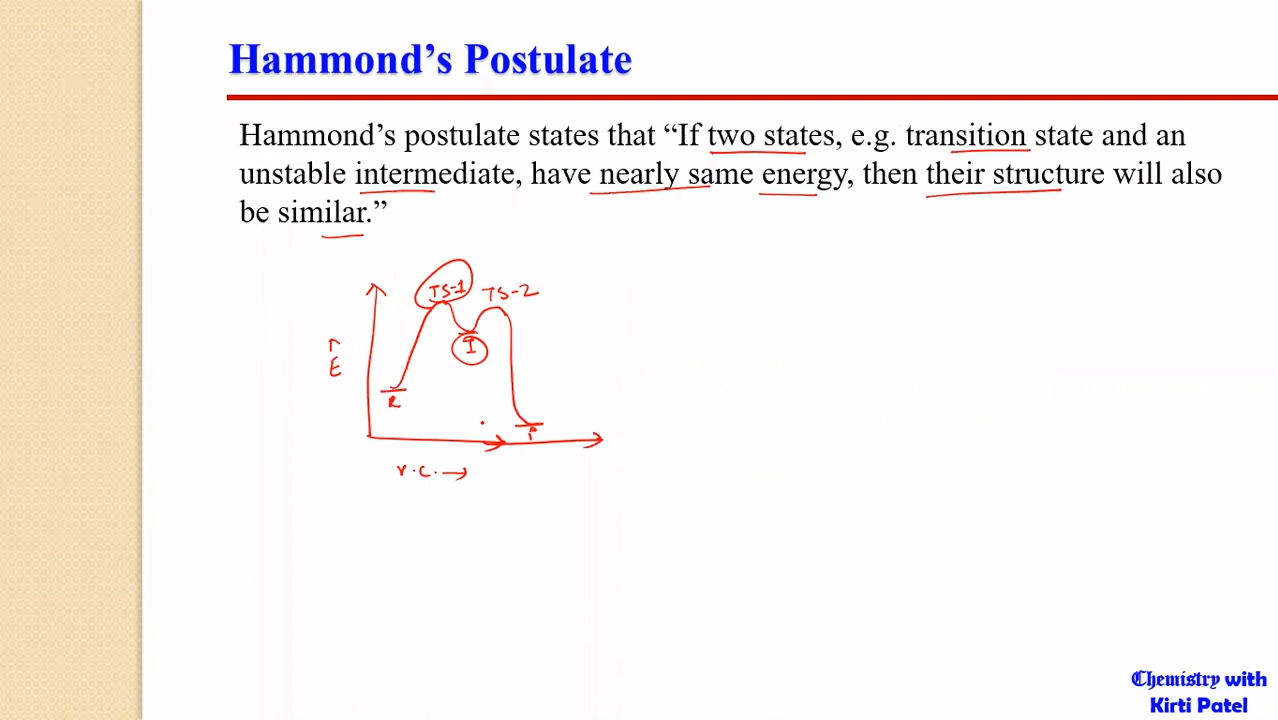 Hammond’s Postulate
Hammond’s postulate states that “If two states, e.g. transition state and an
unstable intermediate, have nearly same energy, then their structure will also
be similar.”
TS-1 TS-2
I
E
R
P
r.c. →
Chemistry with
Kirti Patel